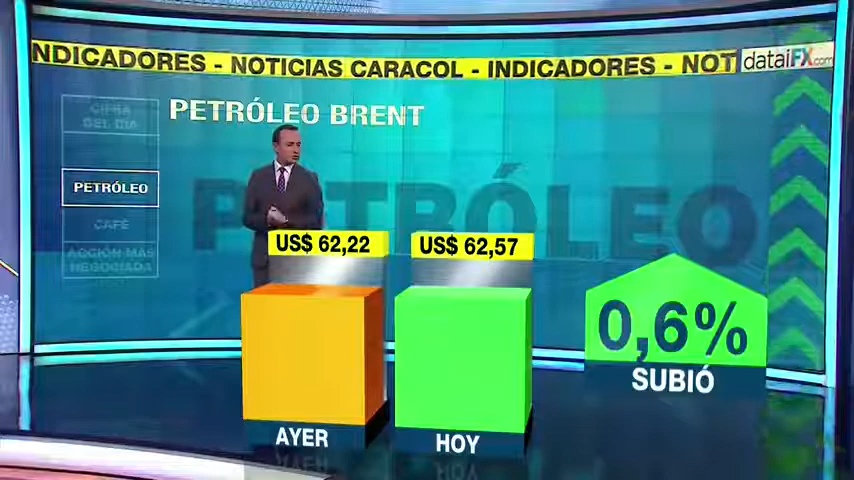 NDICADORES - NOTICIAS CARACOL - INDICADORES - NOT
dataiFX.com
CIFRA
DEL DÍA
PETRÓLEO
CAFÉ
ACCIÓN MÁS
NEGOCIADA
PETRÓLEO BRENT
PETRÓLEO
US$ 62,22
US$ 62,57
0,6%
SUBIÓ
AYER
HOY